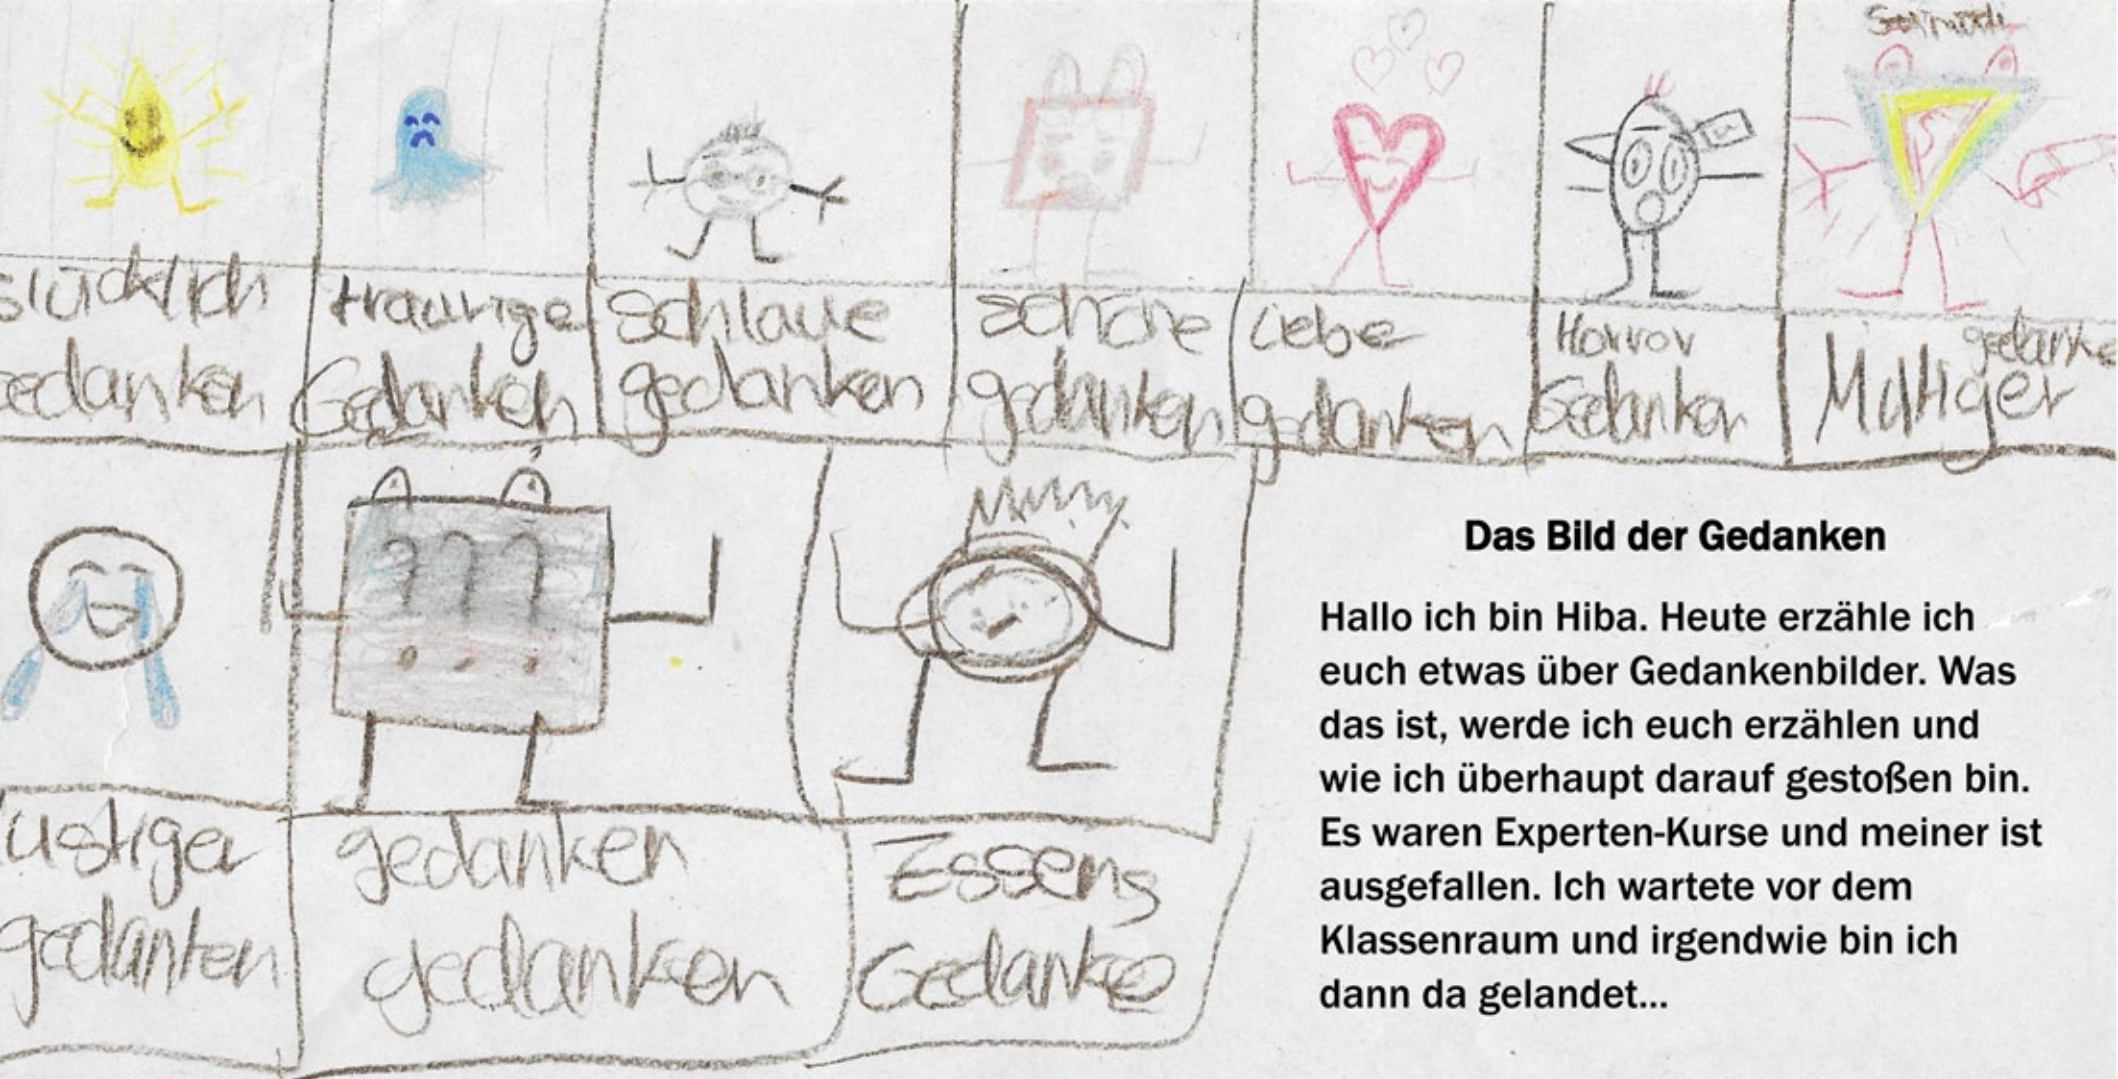 slücklich
gedanken
traurige
Gedanken
Schlaue
gedanken
schöne
gedanken
Liebe
gedanken
Horror
Gedanken
gedanke
Mutiger
lustiger
gedanken
gedanken
gedanken
Essens
Gedanke
Das Bild der Gedanken
Hallo ich bin Hiba. Heute erzähle ich
euch etwas über Gedankenbilder. Was
das ist, werde ich euch erzählen und
wie ich überhaupt darauf gestoßen bin.
Es waren Experten-Kurse und meiner ist
ausgefallen. Ich wartete vor dem
Klassenraum und irgendwie bin ich
dann da gelandet...